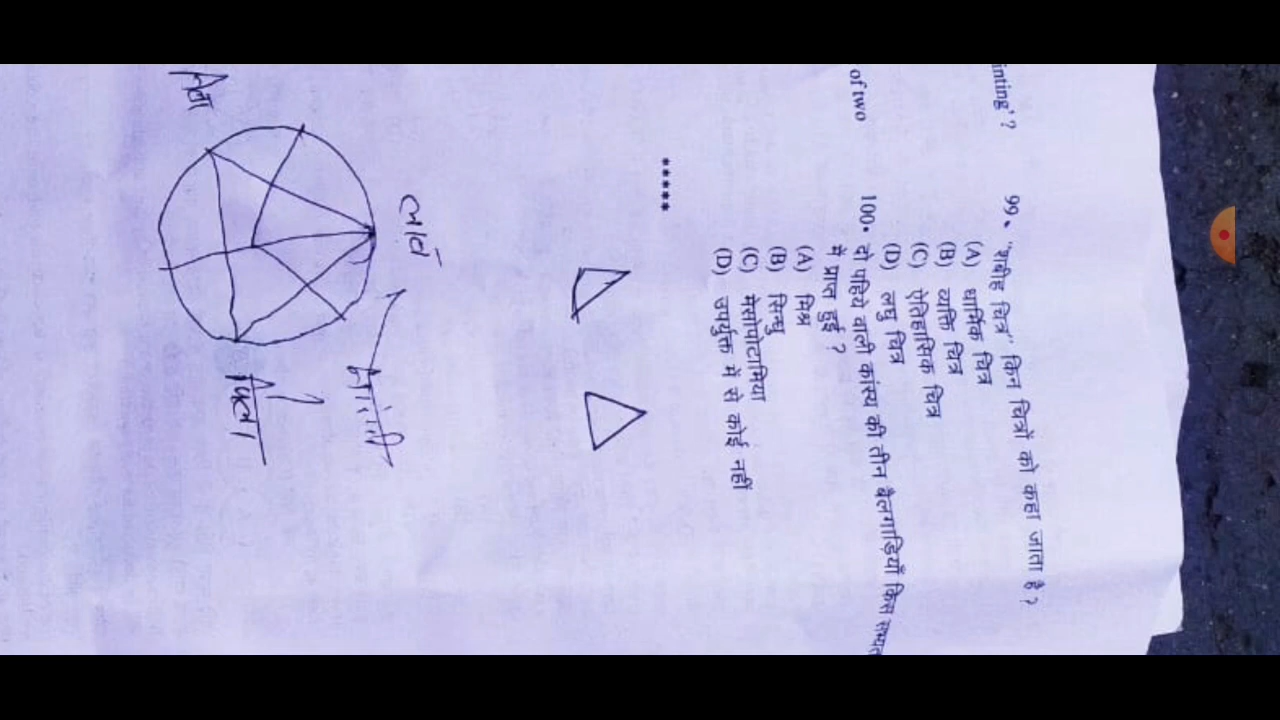 inting' ?
of two
99. "शबीह चित्र" किन चित्रों को कहा जाता है ?
(A) धार्मिक चित्र
(B) व्यक्ति चित्र
(C) ऐतिहासिक चित्र
(D) लघु चित्र
100. दो पहिये वाली कांस्य की तीन बैलगाड़ियाँ किस सभ्यत
में प्राप्त हुई ?
(A) मिस्र
(B) सिन्धु
(C) मेसोपोटामिया
(D) उपर्युक्त में से कोई नहीं
*****